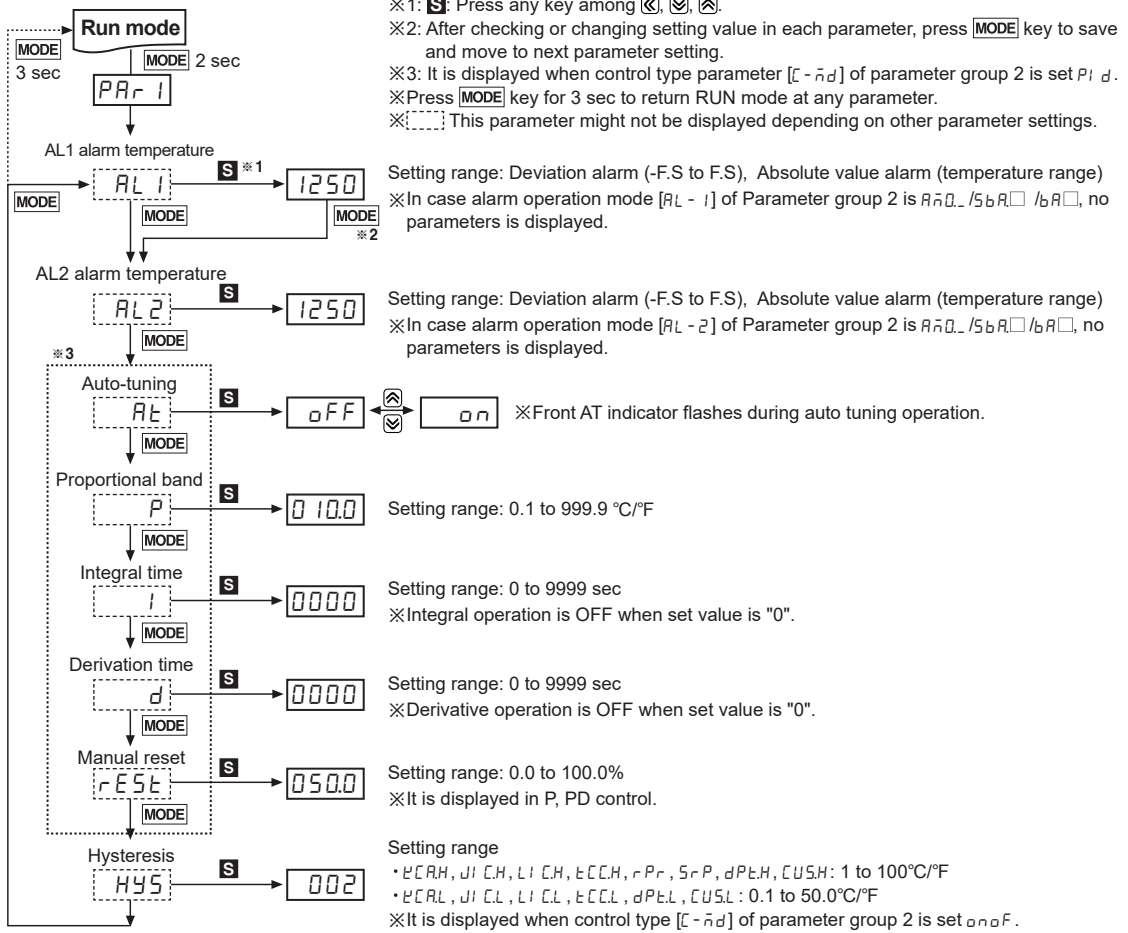 ※1: S: Press any key among «, ︾, ︽.
Run mode
※2: After checking or changing setting value in each parameter, press MODE key to save
and move to next parameter setting.
MODE
3 sec
MODE 2 sec
※3: It is displayed when control type parameter [C-ñd] of parameter group 2 is set PI d.
PAr 1
※Press MODE key for 3 sec to return RUN mode at any parameter.
※[ ] This parameter might not be displayed depending on other parameter settings.
AL1 alarm temperature
AL 1
S ※1
1250
Setting range: Deviation alarm (-F.S to F.S), Absolute value alarm (temperature range)
MODE
MODE
MODE
※2
※In case alarm operation mode [AL - 1] of Parameter group 2 is Añ0._ /SbA.□ /bA□, no
parameters is displayed.
AL2 alarm temperature
AL2
S
1250
Setting range: Deviation alarm (-F.S to F.S), Absolute value alarm (temperature range)
MODE
※In case alarm operation mode [AL - 2] of Parameter group 2 is Añ0._ /SbA.□ /bA□, no
parameters is displayed.
※3
Auto-tuning
At
S
oFF
on
※Front AT indicator flashes during auto tuning operation.
MODE
Proportional band
P
S
010.0
Setting range: 0.1 to 999.9 °C/°F
MODE
Integral time
I
S
0000
Setting range: 0 to 9999 sec
※Integral operation is OFF when set value is "0".
MODE
Derivation time
d
S
0000
Setting range: 0 to 9999 sec
※Derivative operation is OFF when set value is "0".
MODE
Manual reset
rESt
S
050.0
Setting range: 0.0 to 100.0%
※It is displayed in P, PD control.
MODE
Hysteresis
HYS
S
002
Setting range
・KCA.H, JI C.H, LI C.H, tCC.H, rPr, SrP, dPt.H, CUS.H: 1 to 100°C/°F
・KCA.L, JI C.L, LI C.L, tCC.L, dPt.L, CUS.L: 0.1 to 50.0°C/°F
※It is displayed when control type [C-ñd] of parameter group 2 is set onoF.